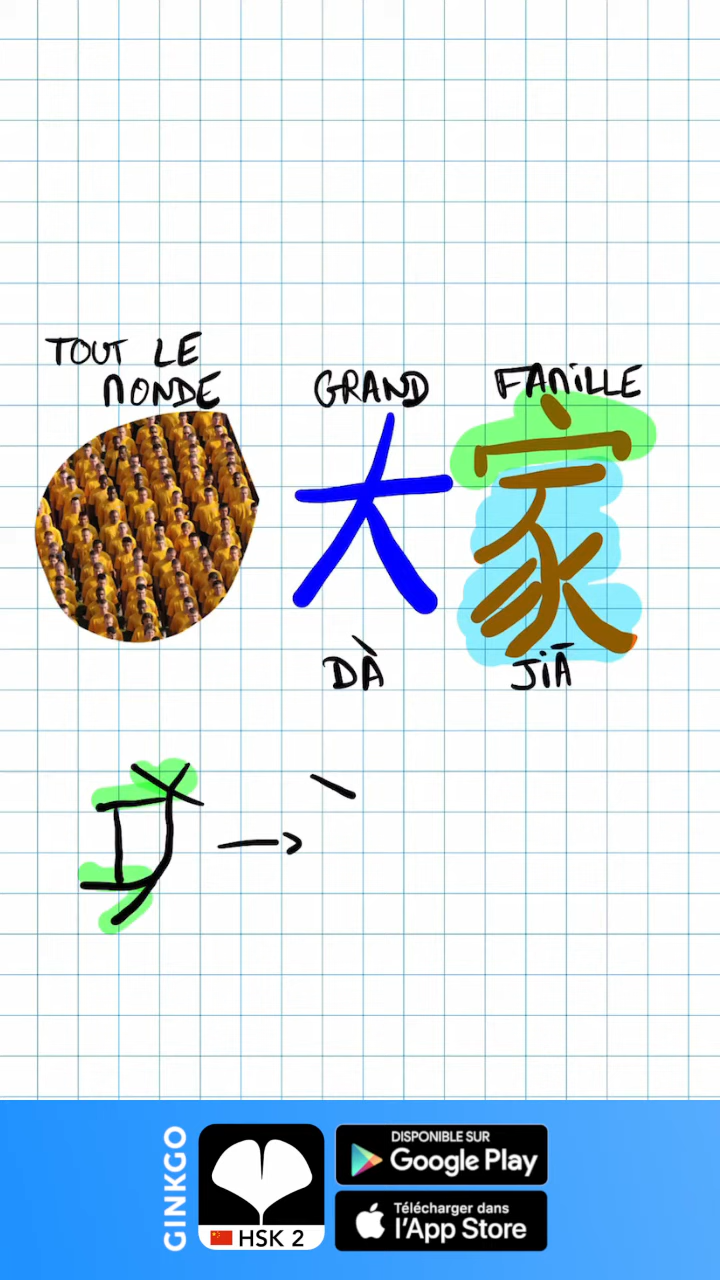 TOUT LE
MONDE
GRAND
FAMILLE
大家
DÀ
JIĀ
GINKGO
HSK 2
DISPONIBLE SUR
Google Play
Télécharger dans
l'App Store